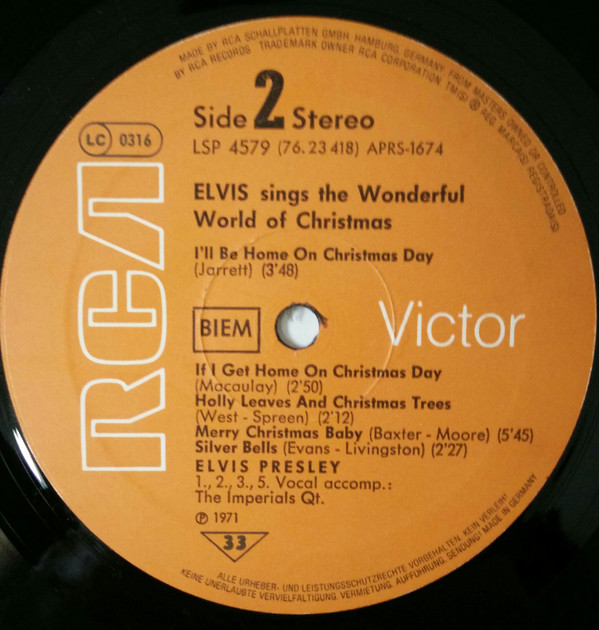 MADE BY RCA SCHALLPLATTEN GMBH, HAMBURG, GERMANY, FROM MASTERS OWNED OR CONTROLLED
BY RCA RECORDS TRADEMARK OWNER RCA CORPORATION TM(S) ® REG. MARCA(S) REGISTRADA(S)
Side 2 Stereo
LC 0316
LSP 4579 (76.23 418) APRS-1674
RCA
ELVIS sings the Wonderful
World of Christmas
I'll Be Home On Christmas Day
(Jarrett) (3'48)
BIEM
Victor
If I Get Home On Christmas Day
(Macaulay) (2'50)
Holly Leaves And Christmas Trees
(West - Spreen) (2'12)
Merry Christmas Baby (Baxter - Moore) (5'45)
Silver Bells (Evans - Livingston) (2'27)
ELVIS PRESLEY
1., 2., 3., 5. Vocal accomp.:
The Imperials Qt.
℗ 1971
33
ALLE URHEBER- UND LEISTUNGSSCHUTZRECHTE VORBEHALTEN. KEIN VERLEIH!
KEINE UNERLAUBTE VERVIELFÄLTIGUNG, VERMIETUNG, AUFFÜHRUNG, SENDUNG! MADE IN GERMANY